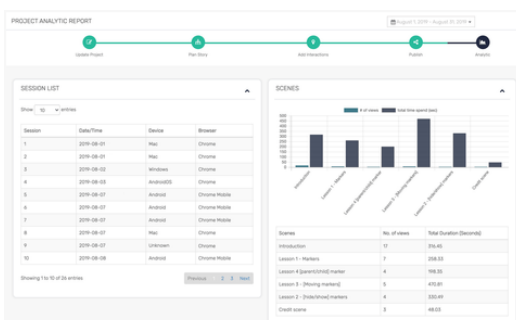 PROJECT ANALYTIC REPORT
August 1, 2019 - August 31, 2019
Update Project
Plan Story
Add Interactions
Publish
Analytic
SESSION LIST
Show 10 entries
Session Date/Time Device Browser
1 2019-08-01 Mac Chrome
2 2019-08-01 Mac Chrome
3 2019-08-02 Windows Chrome
4 2019-08-03 AndroidOS Chrome
5 2019-08-07 Android Chrome Mobile
6 2019-08-07 Android Chrome Mobile
7 2019-08-07 Android Chrome Mobile
8 2019-08-07 Mac Chrome
9 2019-08-07 Unknown Chrome
10 2019-08-08 Android Chrome Mobile
Showing 1 to 10 of 26 entries
Previous 2 3 Next
SCENES
# of views total time spend (sec)
500
450
400
350
300
250
200
150
100
50
0
Introduction
Lesson 1 - Markers
Lesson 4 [parent/child] marker
Lesson 3 - [Moving markers]
Lesson 2 - [hide/show] markers
Credit scene
Scenes No. of views Total Duration (Seconds)
Introduction 17 316.45
Lesson 1 - Markers 7 258.33
Lesson 4 [parent/child] marker 4 198.35
Lesson 3 - [Moving markers] 5 470.81
Lesson 2 - [hide/show] markers 4 330.49
Credit scene 3 48.03